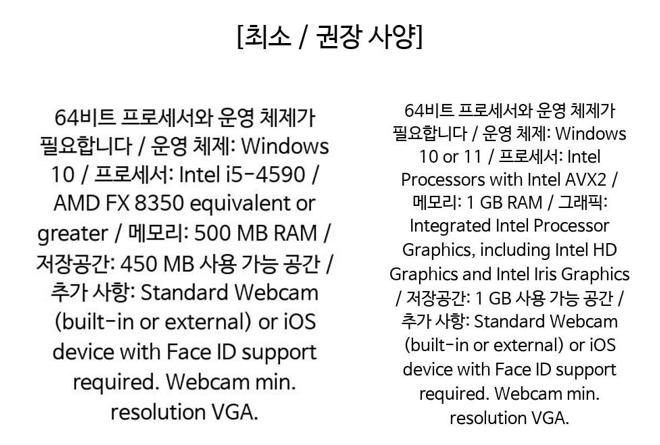 [최소 / 권장 사양]
64비트 프로세서와 운영 체제가
필요합니다 / 운영 체제: Windows
10 / 프로세서: Intel i5-4590 /
AMD FX 8350 equivalent or
greater / 메모리: 500 MB RAM /
저장공간: 450 MB 사용 가능 공간 /
추가 사항: Standard Webcam
(built-in or external) or iOS
device with Face ID support
required. Webcam min.
resolution VGA.
64비트 프로세서와 운영 체제가
필요합니다 / 운영 체제: Windows
10 or 11 / 프로세서: Intel
Processors with Intel AVX2 /
메모리: 1 GB RAM / 그래픽:
Integrated Intel Processor
Graphics, including Intel HD
Graphics and Intel Iris Graphics
/ 저장공간: 1 GB 사용 가능 공간 /
추가 사항: Standard Webcam
(built-in or external) or iOS
device with Face ID support
required. Webcam min.
resolution VGA.